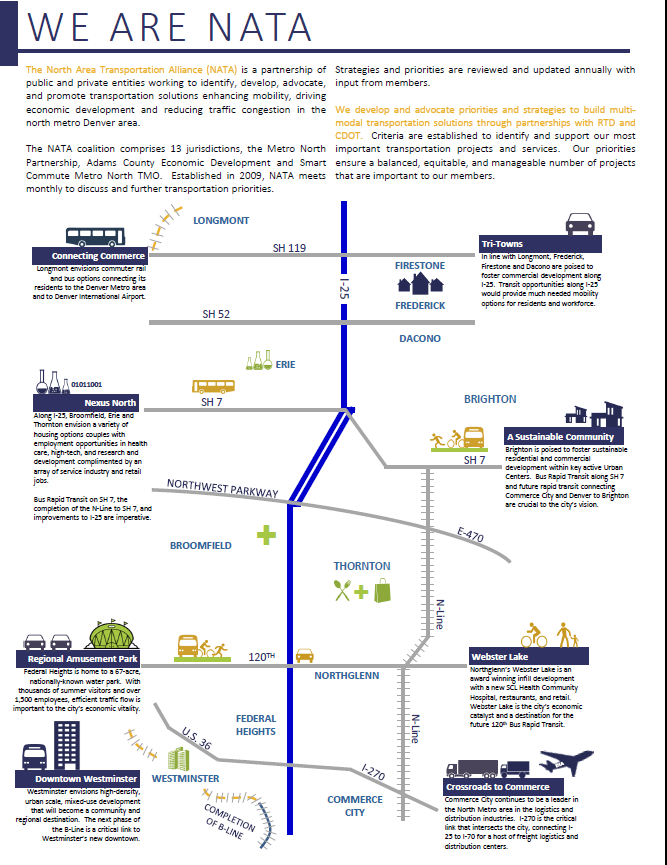 WE ARE NATA
The North Area Transportation Alliance (NATA) is a partnership of
public and private entities working to identify, develop, advocate,
and promote transportation solutions enhancing mobility, driving
economic development and reducing traffic congestion in the
north metro Denver area.
The NATA coalition comprises 13 jurisdictions, the Metro North
Partnership, Adams County Economic Development and Smart
Commute Metro North TMO. Established in 2009, NATA meets
monthly to discuss and further transportation priorities.
Strategies and priorities are reviewed and updated annually with
input from members.
We develop and advocate priorities and strategies to build multi-
modal transportation solutions through partnerships with RTD and
CDOT. Criteria are established to identify and support our most
important transportation projects and services. Our priorities
ensure a balanced, equitable, and manageable number of projects
that are important to our members.
LONGMONT
SH 119
Connecting Commerce
Longmont envisions commuter rail
and bus options connecting its
residents to the Denver Metro area
and to Denver International Airport.
I-25
FIRESTONE
FREDERICK
DACONO
Tri-Towns
In line with Longmont, Frederick,
Firestone and Dacono are poised to
foster commercial development along
I-25. Transit opportunities along I-25
would provide much needed mobility
options for residents and workforce.
SH 52
ERIE
01011001
Nexus North
SH 7
Along I-25, Broomfield, Erie and
Thornton envision a variety of
housing options couples with
employment opportunities in health
care, high-tech, and research and
development complimented by an
array of service industry and retail
jobs.
Bus Rapid Transit on SH 7, the
completion of the N-Line to SH 7, and
improvements to I-25 are imperative.
BRIGHTON
SH 7
A Sustainable Community
Brighton is poised to foster sustainable
residential and commercial
development within key active Urban
Centers. Bus Rapid Transit along SH 7
and future rapid transit connecting
Commerce City and Denver to Brighton
are crucial to the city's vision.
NORTHWEST PARKWAY
E-470
BROOMFIELD
THORNTON
N-Line
Regional Amusement Park
120TH
Federal Heights is home to a 67-acre,
nationally-known water park. With
thousands of summer visitors and over
1,500 employees, efficient traffic flow is
important to the city's economic vitality.
NORTHGLENN
Webster Lake
Northglenn's Webster Lake is an
award winning infill development
with a new SCL Health Community
Hospital, restaurants, and retail.
Webster Lake is the city's economic
catalyst and a destination for the
future 120th Bus Rapid Transit.
FEDERAL
HEIGHTS
N-Line
U.S. 36
I-270
Downtown Westminster
WESTMINSTER
Westminster envisions high-density,
urban scale, mixed-use development
that will become a community and
regional destination. The next phase of
the B-Line is a critical link to
Westminster's new downtown.
COMPLETION
OF B-LINE
COMMERCE
CITY
Crossroads to Commerce
Commerce City continues to be a leader in
the North Metro area in the logistics and
distribution industries. I-270 is the critical
link that intersects the city, connecting I-
25 to I-70 for a host of freight logistics and
distribution centers.